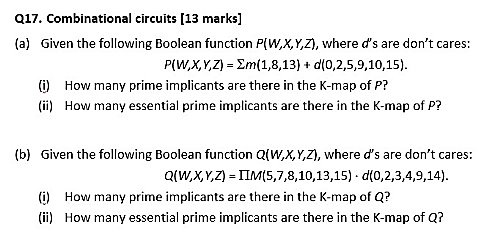 Q17. Combinational circuits [13 marks]
(a) Given the following Boolean function P(W,X,Y,Z), where d's are don't cares:
P(W,X,Y,Z) = Σm(1,8,13) + d(0,2,5,9,10,15).
(i) How many prime implicants are there in the K-map of P?
(ii) How many essential prime implicants are there in the K-map of P?
(b) Given the following Boolean function Q(W,X,Y,Z), where d's are don't cares:
Q(W,X,Y,Z) = ΠM(5,7,8,10,13,15) · d(0,2,3,4,9,14).
(i) How many prime implicants are there in the K-map of Q?
(ii) How many essential prime implicants are there in the K-map of Q?